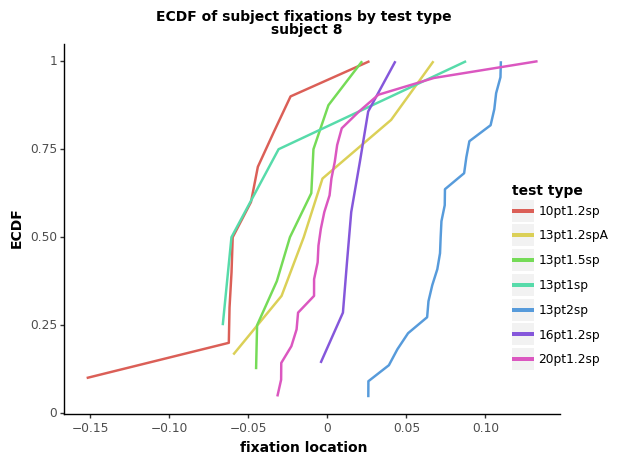 ECDF of subject fixations by test type
subject 8
1
0.75
0.50
0.25
0
ECDF
−0.15
−0.10
−0.05
0
0.05
0.10
fixation location
test type
10pt1.2sp
13pt1.2spA
13pt1.5sp
13pt1sp
13pt2sp
16pt1.2sp
20pt1.2sp